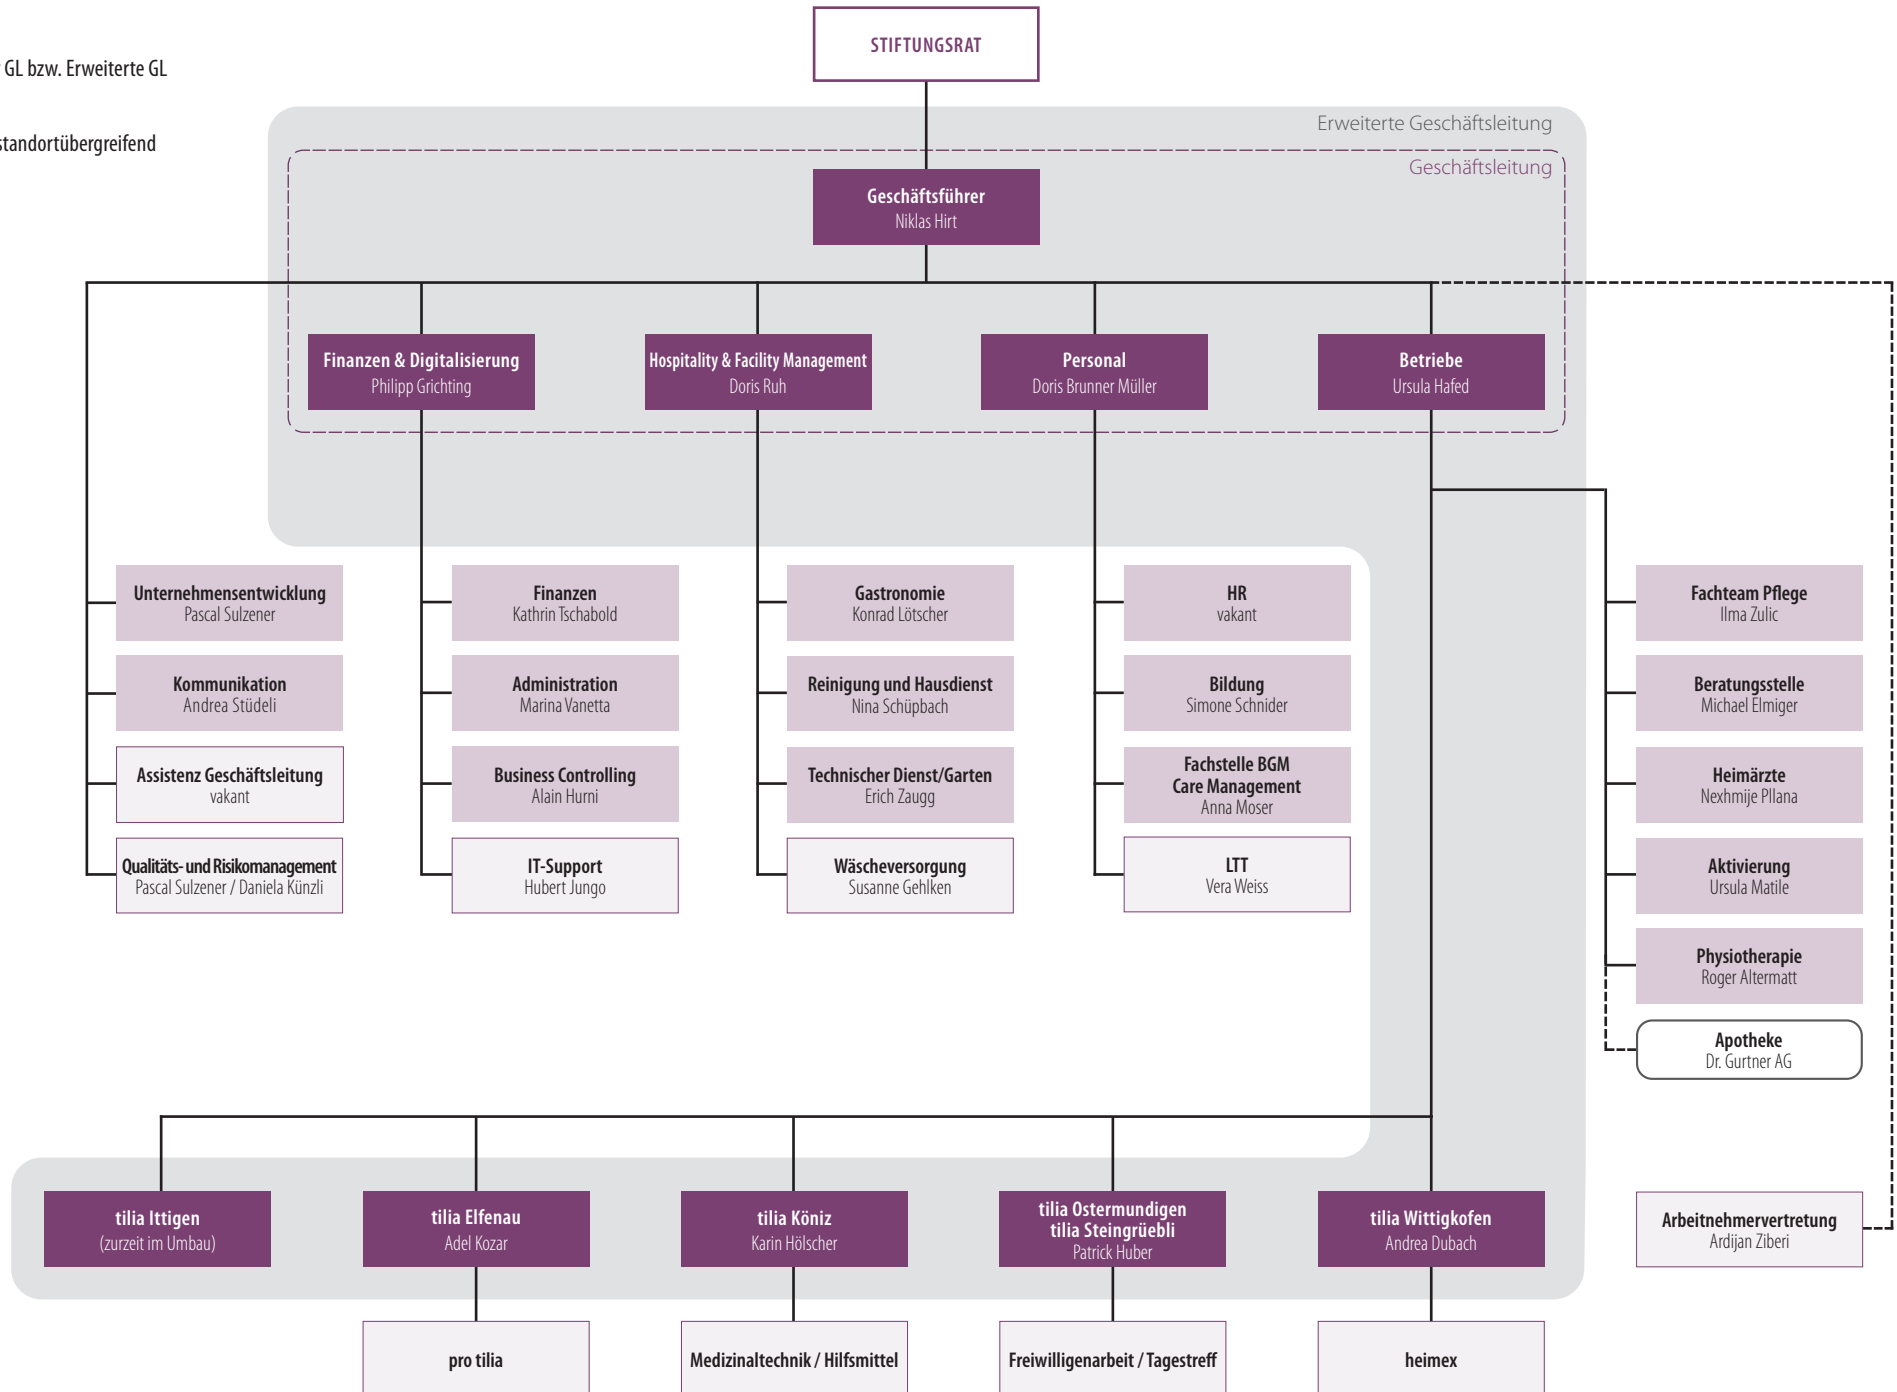 STIFTUNGSRAT
GL bzw. Erweiterte GL
standortübergreifend
Erweiterte Geschäftsleitung
Geschäftsleitung
Geschäftsführer
Niklas Hirt
Finanzen & Digitalisierung
Philipp Grichting
Hospitality & Facility Management
Doris Ruh
Personal
Doris Brunner Müller
Betriebe
Ursula Hafed
Unternehmensentwicklung
Pascal Sulzener
Kommunikation
Andrea Stüdeli
Assistenz Geschäftsleitung
vakant
Qualitäts- und Risikomanagement
Pascal Sulzener / Daniela Künzli
Finanzen
Kathrin Tschabold
Administration
Marina Vanetta
Business Controlling
Alain Hurni
IT-Support
Hubert Jungo
Gastronomie
Konrad Lötscher
Reinigung und Hausdienst
Nina Schüpbach
Technischer Dienst/Garten
Erich Zaugg
Wäscheversorgung
Susanne Gehlken
HR
vakant
Bildung
Simone Schnider
Fachstelle BGM
Care Management
Anna Moser
LTT
Vera Weiss
Fachteam Pflege
Ilma Zulic
Beratungsstelle
Michael Elmiger
Heimärzte
Nexhmije Pllana
Aktivierung
Ursula Matile
Physiotherapie
Roger Altermatt
Apotheke
Dr. Gurtner AG
tilia Ittigen
(zurzeit im Umbau)
tilia Elfenau
Adel Kozar
tilia Köniz
Karin Hölscher
tilia Ostermundigen
tilia Steingrüebli
Patrick Huber
tilia Wittigkofen
Andrea Dubach
Arbeitnehmervertretung
Ardijan Ziberi
pro tilia
Medizinaltechnik / Hilfsmittel
Freiwilligenarbeit / Tagestreff
heimex